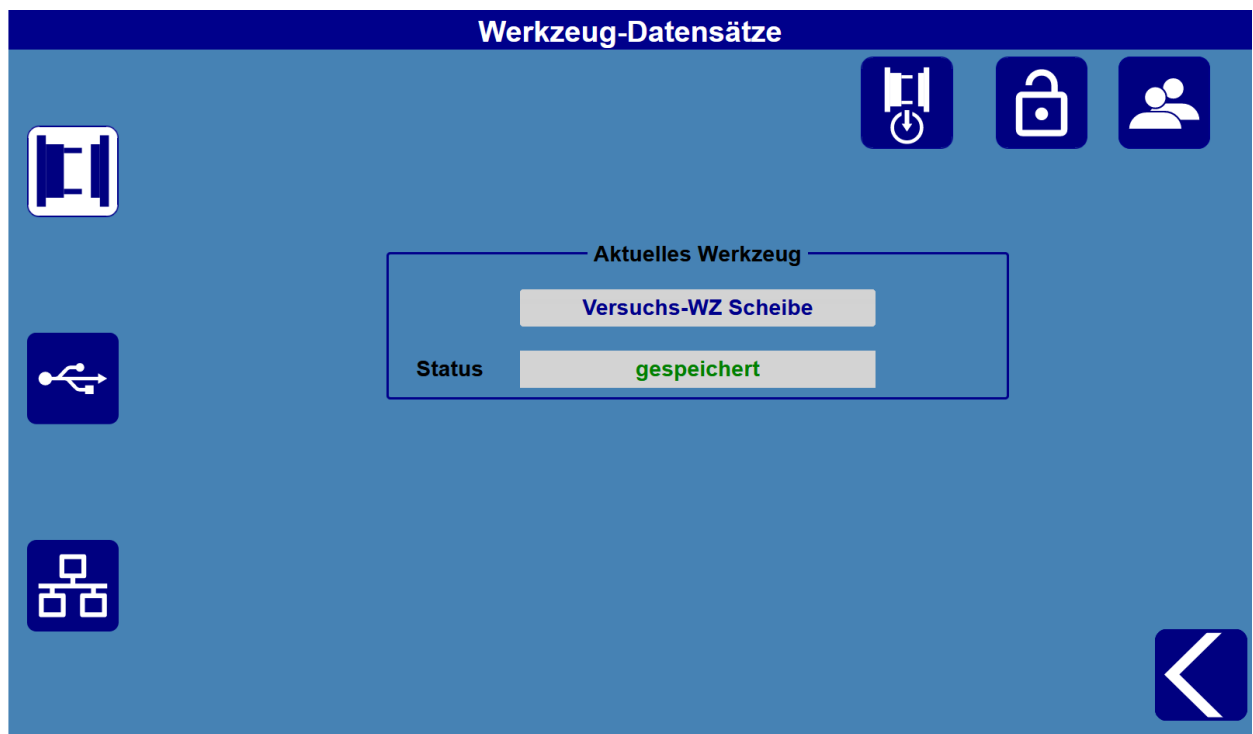 Werkzeug-Datensätze
Aktuelles Werkzeug
Versuchs-WZ Scheibe
Status gespeichert